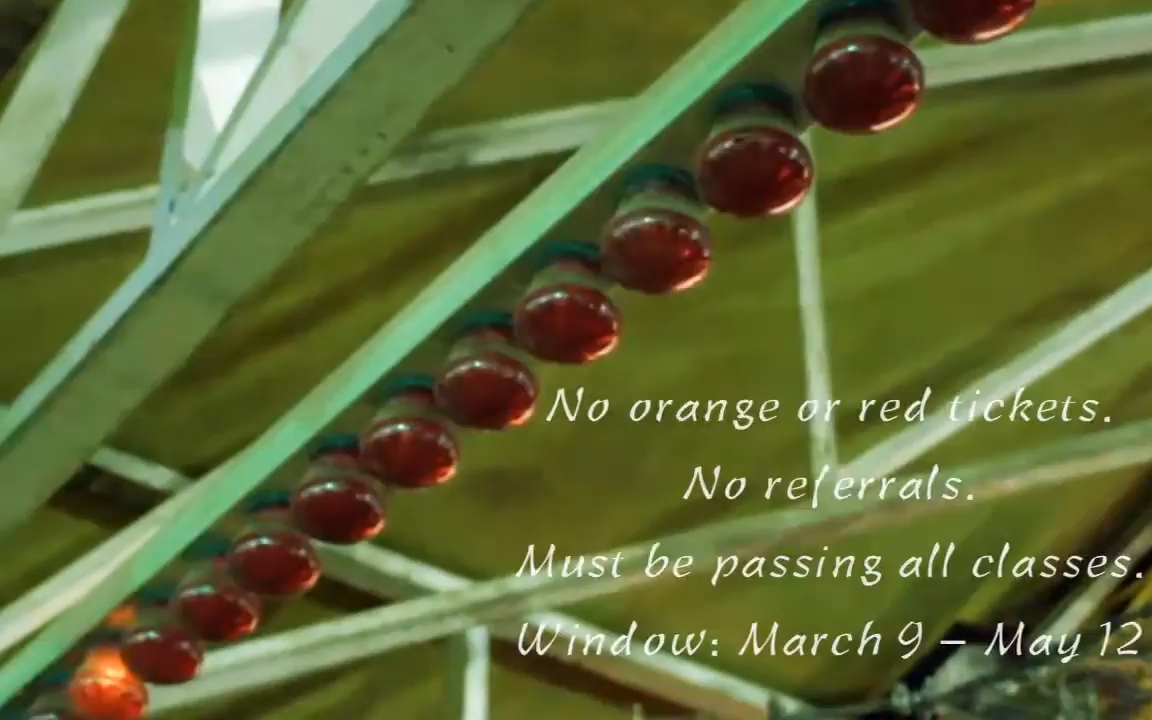 No orange or red tickets.
No referrals.
Must be passing all classes.
Window: March 9 – May 12